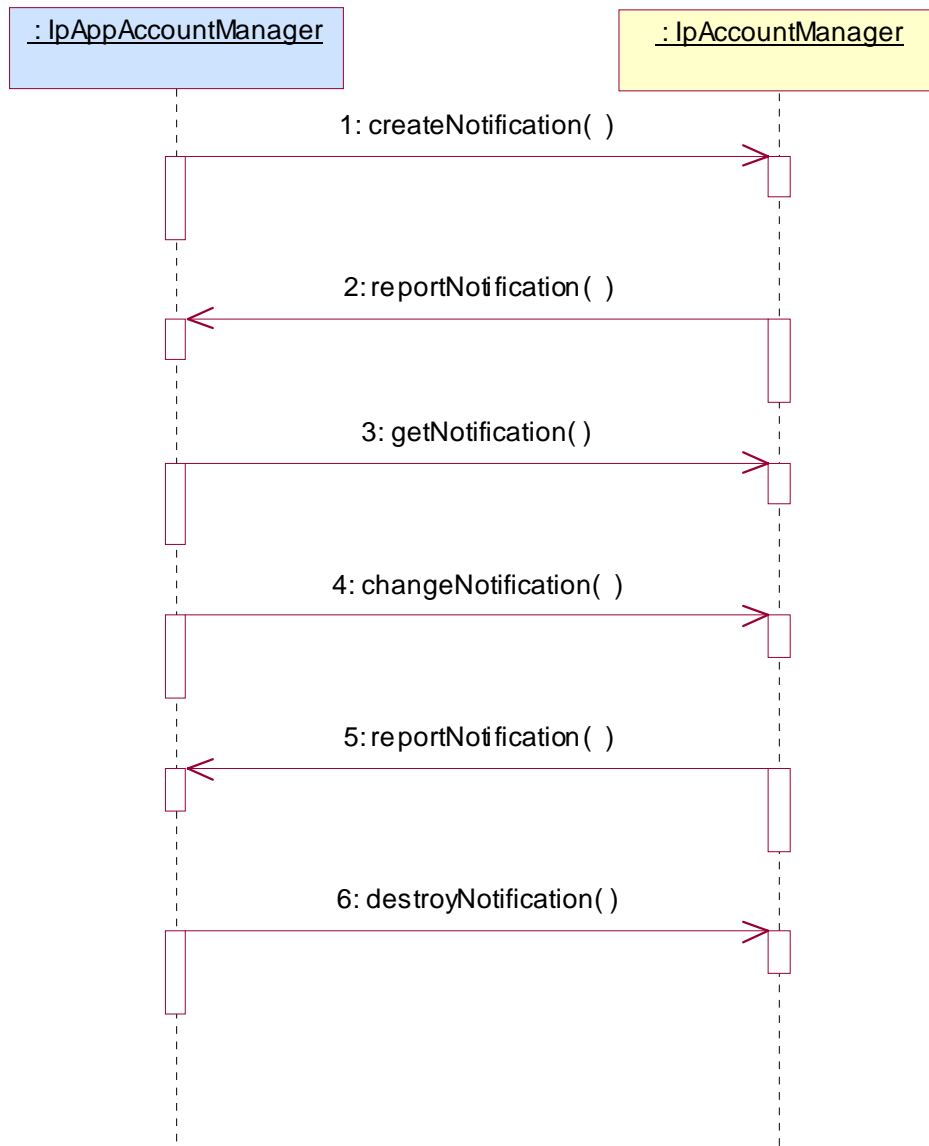 : IpAppAccountManager
: IpAccountManager
1: createNotification( )
2: reportNotification( )
3: getNotification( )
4: changeNotification( )
5: reportNotification( )
6: destroyNotification( )